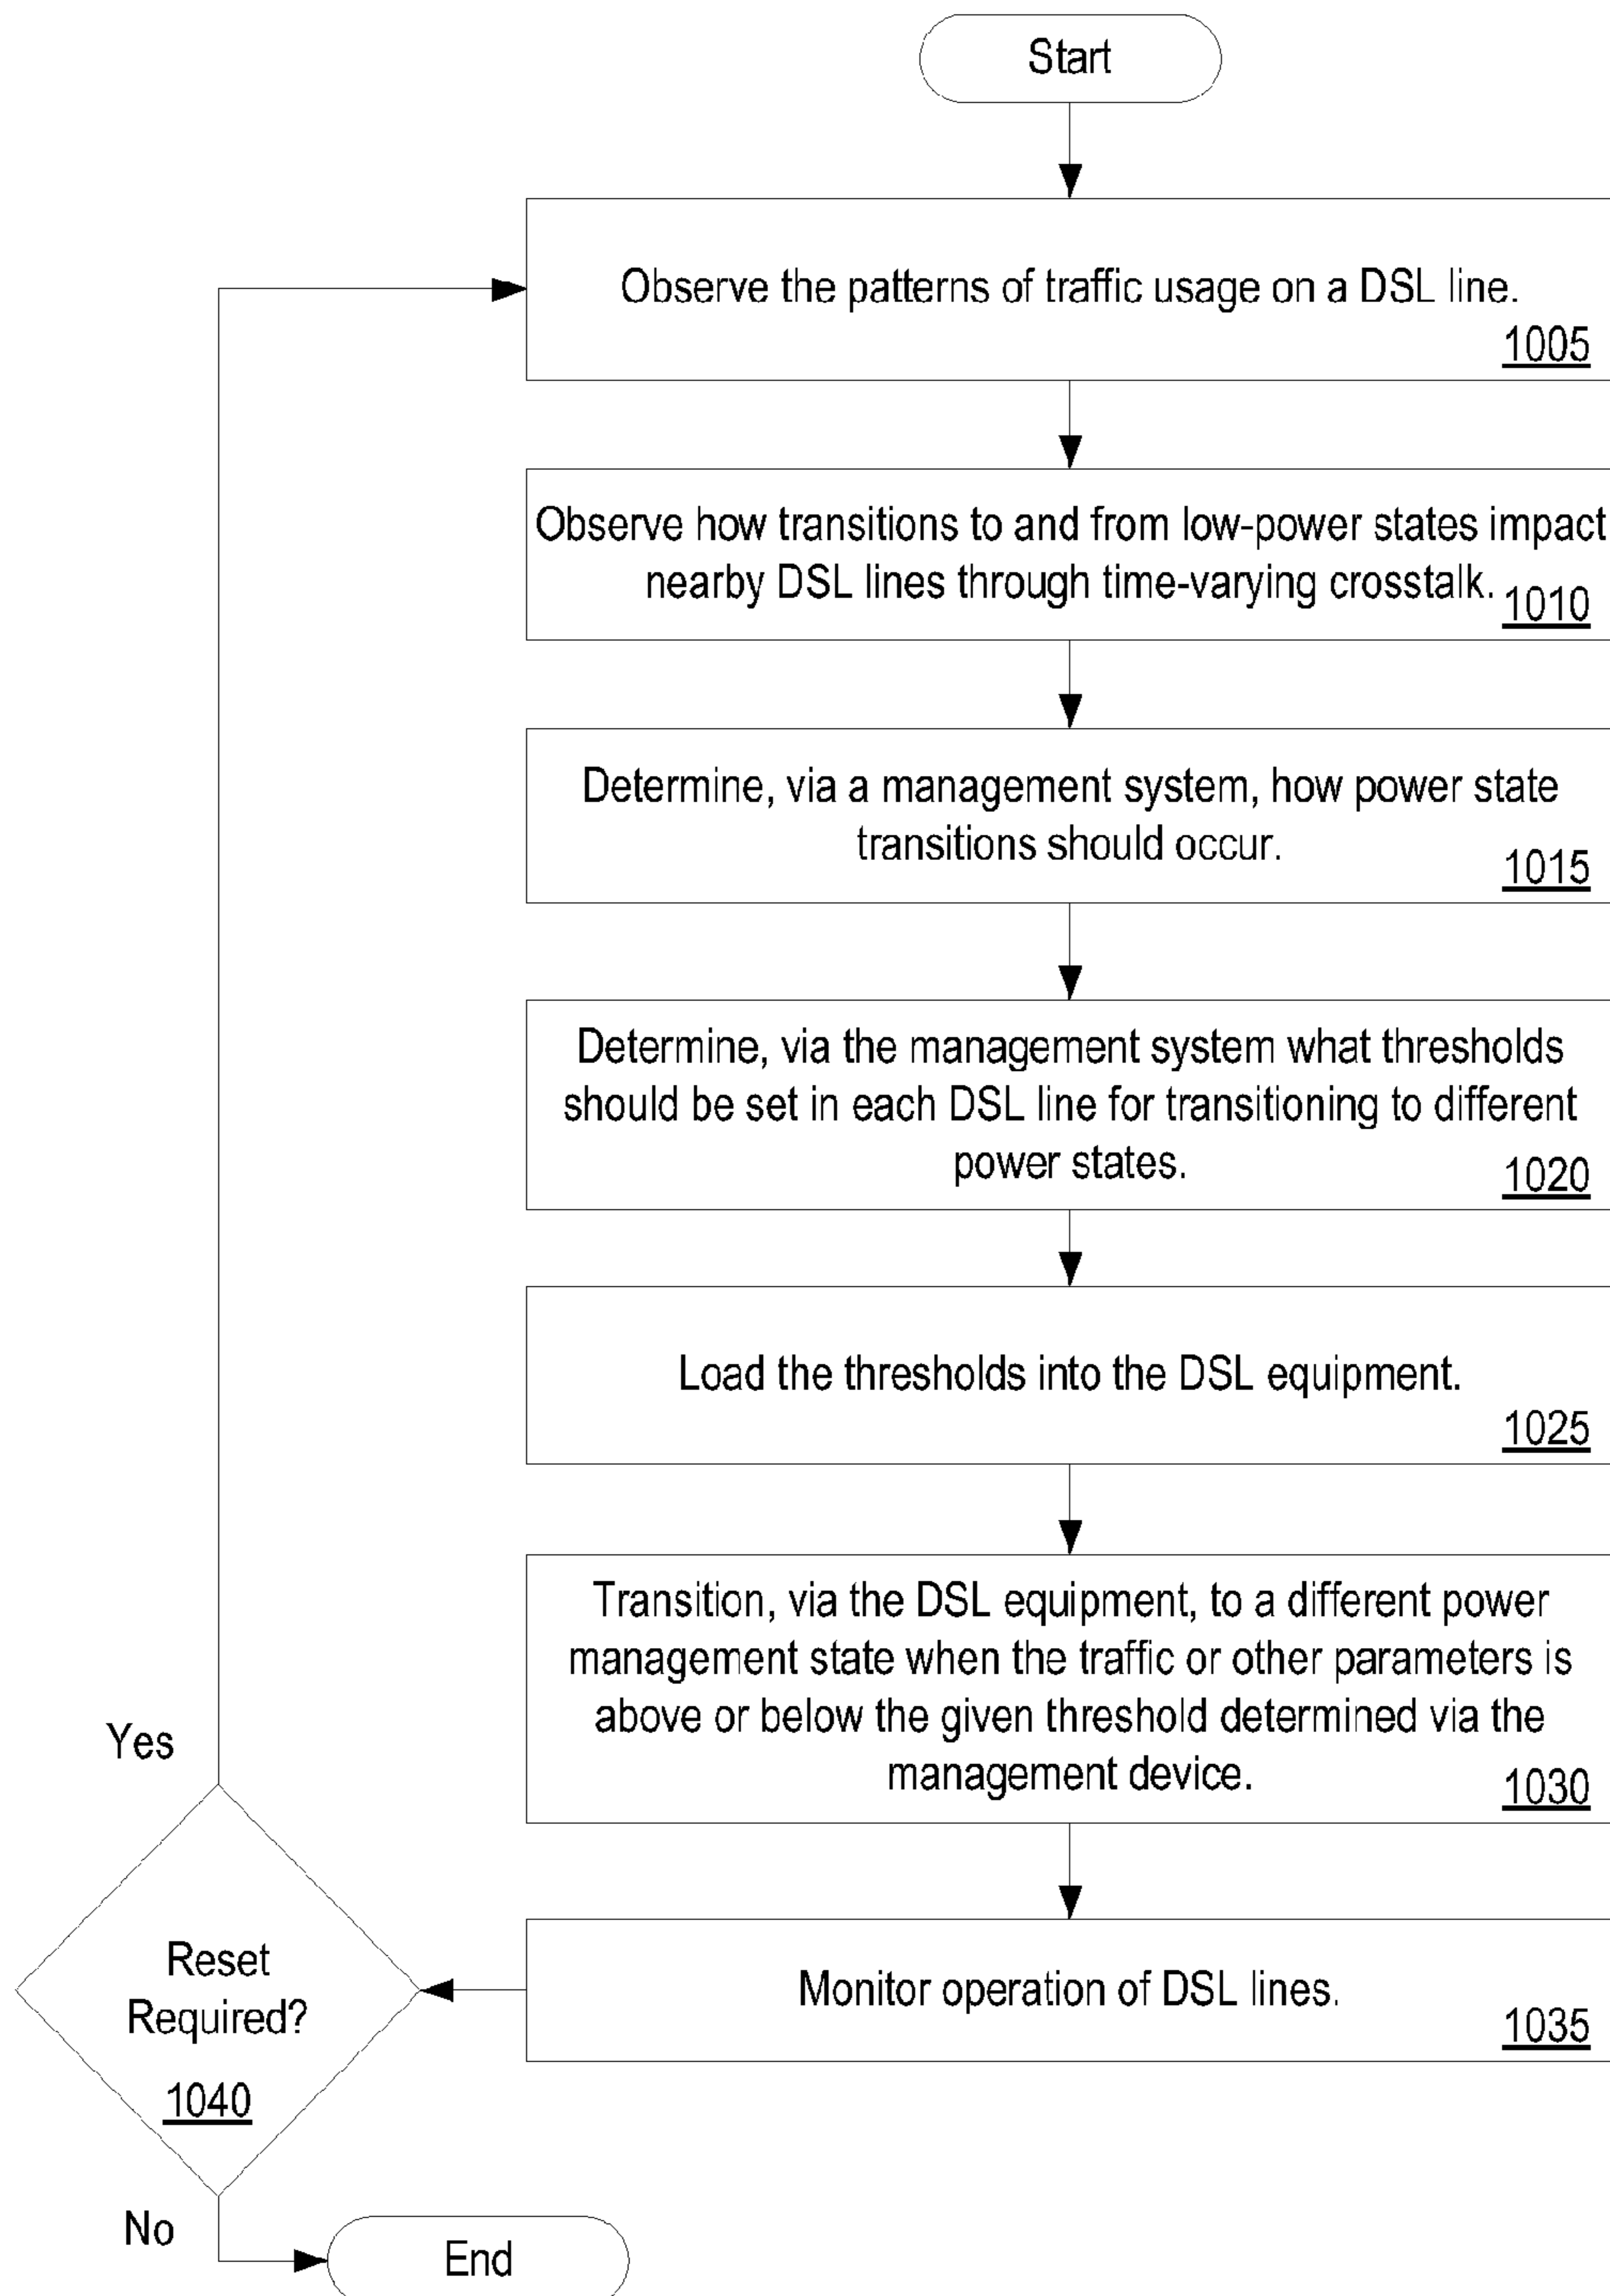 Start
Observe the patterns of traffic usage on a DSL line.
1005
Observe how transitions to and from low-power states impact
nearby DSL lines through time-varying crosstalk.
1010
Determine, via a management system, how power state
transitions should occur.
1015
Determine, via the management system what thresholds
should be set in each DSL line for transitioning to different
power states.
1020
Load the thresholds into the DSL equipment.
1025
Transition, via the DSL equipment, to a different power
management state when the traffic or other parameters is
above or below the given threshold determined via the
management device.
1030
Monitor operation of DSL lines.
1035
Yes
Reset
Required?
1040
No
End